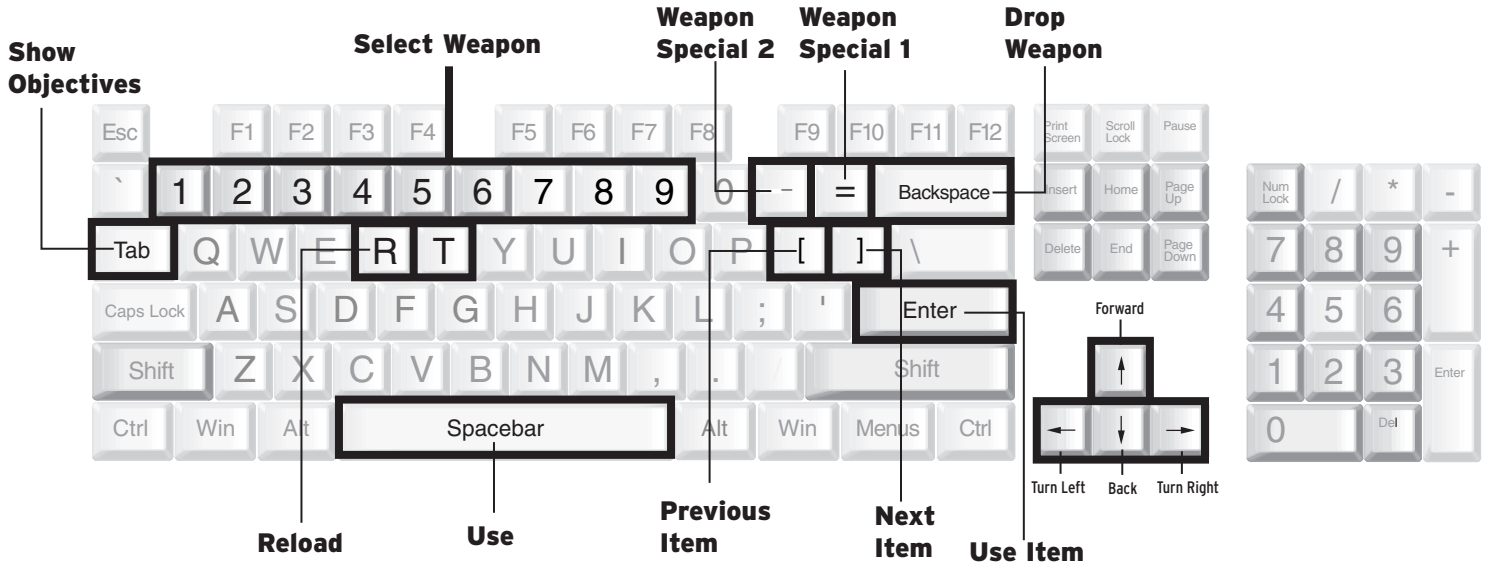 Weapon Special 2
Weapon Special 1
Drop Weapon
Show Objectives
Select Weapon
Esc F1 F2 F3 F4 F5 F6 F7 F8 F9 F10 F11 F12 Print Screen Scroll Lock Pause
` 1 2 3 4 5 6 7 8 9 0 - = Backspace Insert Home Page Up Num Lock / * -
Tab Q W E R T Y U I O P [ ] \ Delete End Page Down 7 8 9 +
Caps Lock A S D F G H J K L ; ' Enter 4 5 6
Forward
Shift Z X C V B N M , . / Shift ↑ 1 2 3 Enter
Ctrl Win Alt Spacebar Alt Win Menus Ctrl ← ↓ → 0 Del
Turn Left Back Turn Right
Reload
Use
Previous Item
Next Item
Use Item